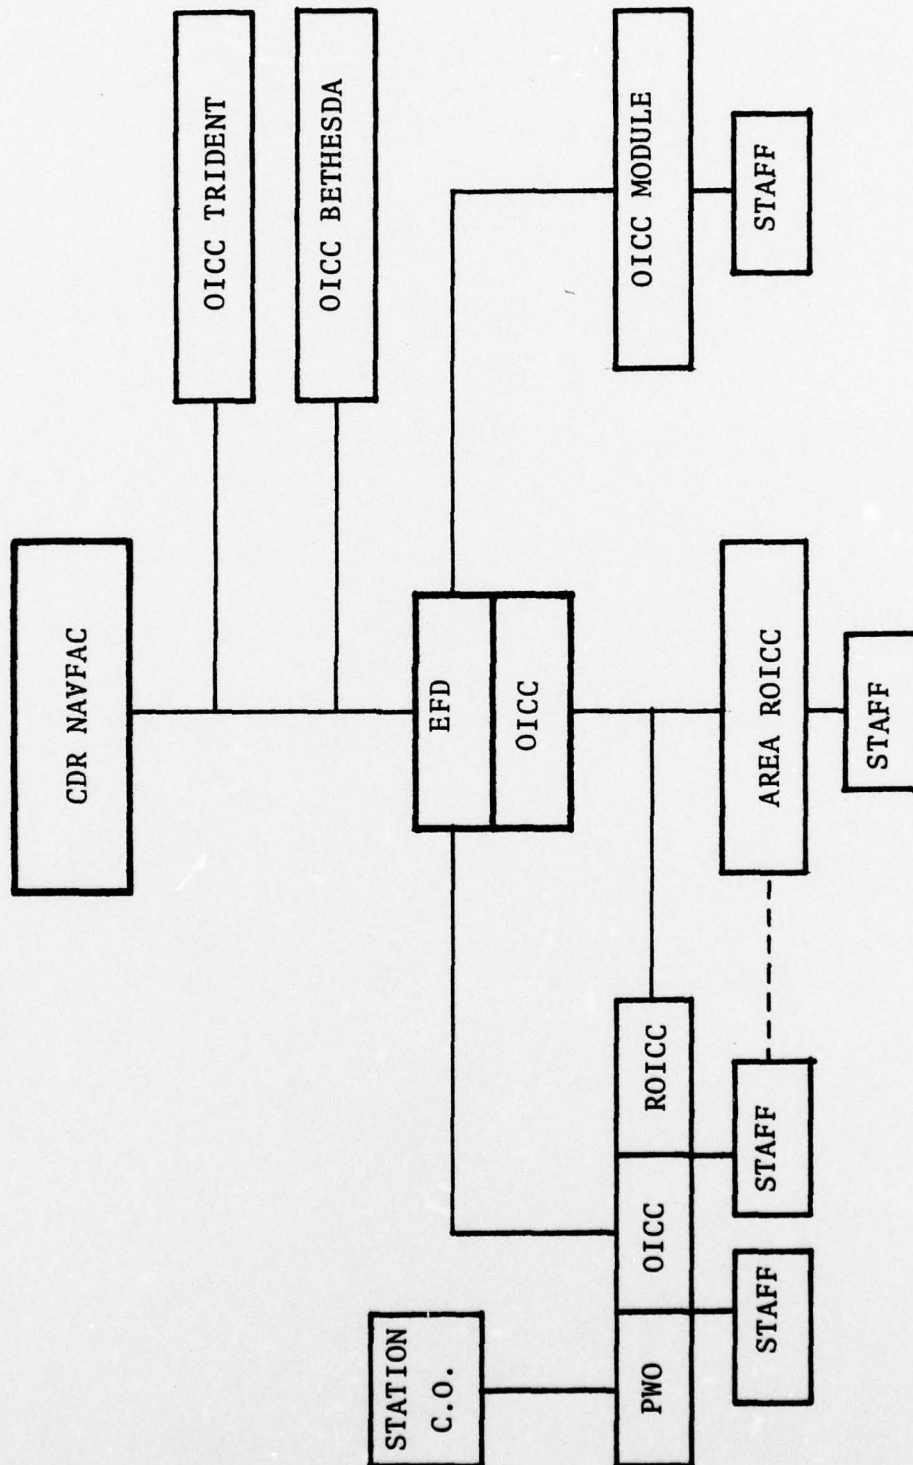 CDR NAVFAC
OICC TRIDENT
OICC BETHESDA
EFD
OICC
STATION
C.O.
PWO
OICC
ROICC
OICC MODULE
STAFF
STAFF
AREA ROICC
STAFF
STAFF